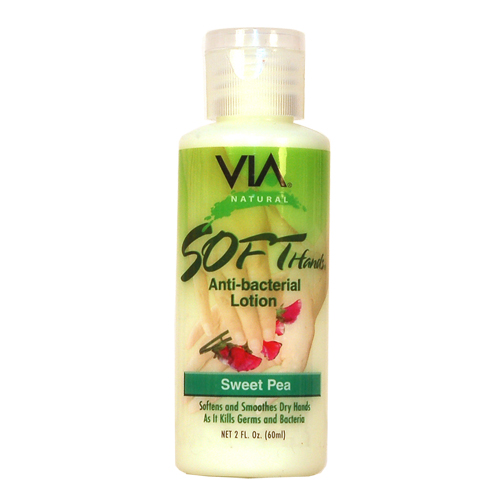 VIA®
NATURAL
SOFT Hands
Anti-bacterial
Lotion
Sweet Pea
Softens and Smoothes Dry Hands
As It Kills Germs and Bacteria
NET 2 FL. Oz. (60ml)